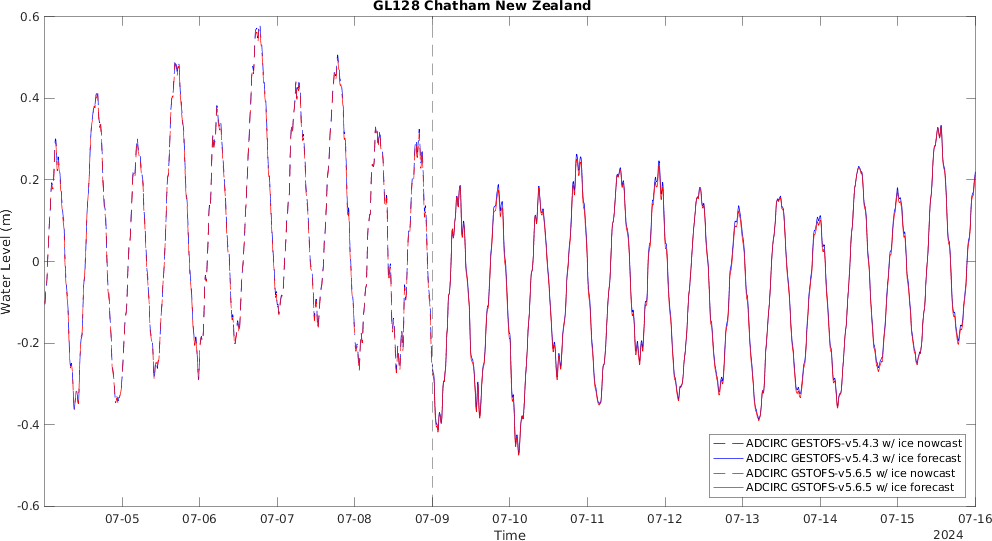 GL128 Chatham New Zealand
0.6
0.4
0.2
0
-0.2
-0.4
-0.6
Water Level (m)
ADCIRC GESTOFS-v5.4.3 w/ ice nowcast
ADCIRC GESTOFS-v5.4.3 w/ ice forecast
ADCIRC GSTOFS-v5.6.5 w/ ice nowcast
ADCIRC GSTOFS-v5.6.5 w/ ice forecast
07-05 07-06 07-07 07-08 07-09 07-10 07-11 07-12 07-13 07-14 07-15 07-16
Time
2024